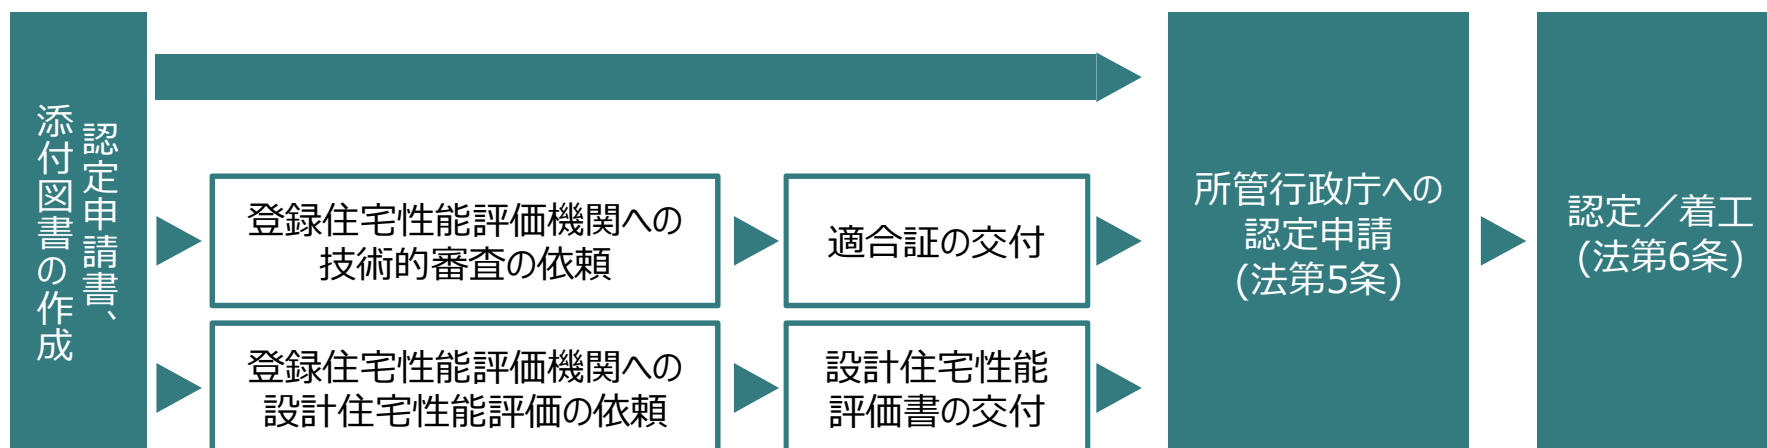 認定申請書、
添付図書の作成
登録住宅性能評価機関への
技術的審査の依頼
適合証の交付
登録住宅性能評価機関への
設計住宅性能評価の依頼
設計住宅性能
評価書の交付
所管行政庁への
認定申請
(法第5条)
認定／着工
(法第6条)